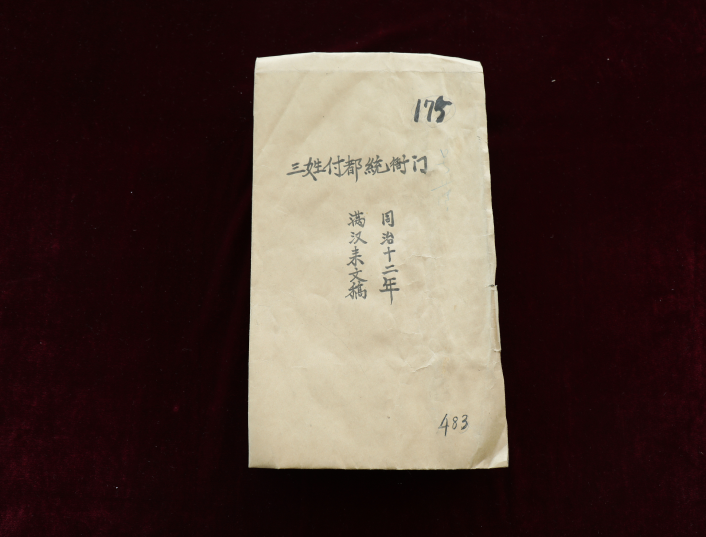 175
三姓付都統衙门
同治十二年
满汉来文稿
483